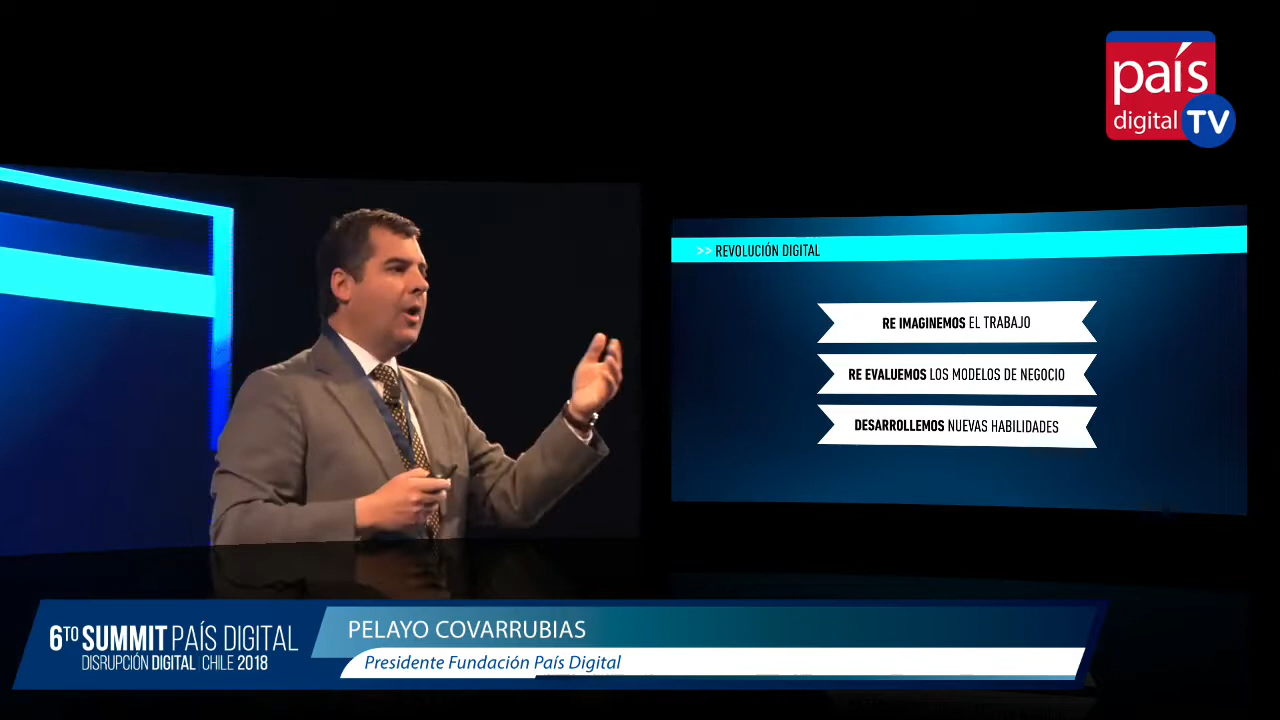 país
digital TV
>> REVOLUCIÓN DIGITAL
RE IMAGINEMOS EL TRABAJO
RE EVALUEMOS LOS MODELOS DE NEGOCIO
DESARROLLEMOS NUEVAS HABILIDADES
6TO SUMMIT PAÍS DIGITAL
DISRUPCIÓN DIGITAL | CHILE 2018
PELAYO COVARRUBIAS
Presidente Fundación País Digital